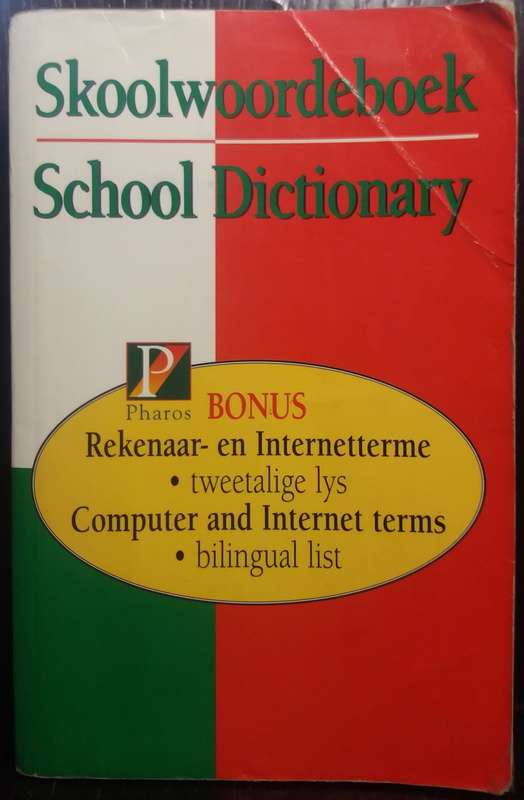 Skoolwoordeboek
School Dictionary
P
Pharos
BONUS
Rekenaar- en Internetterme
• tweetalige lys
Computer and Internet terms
• bilingual list